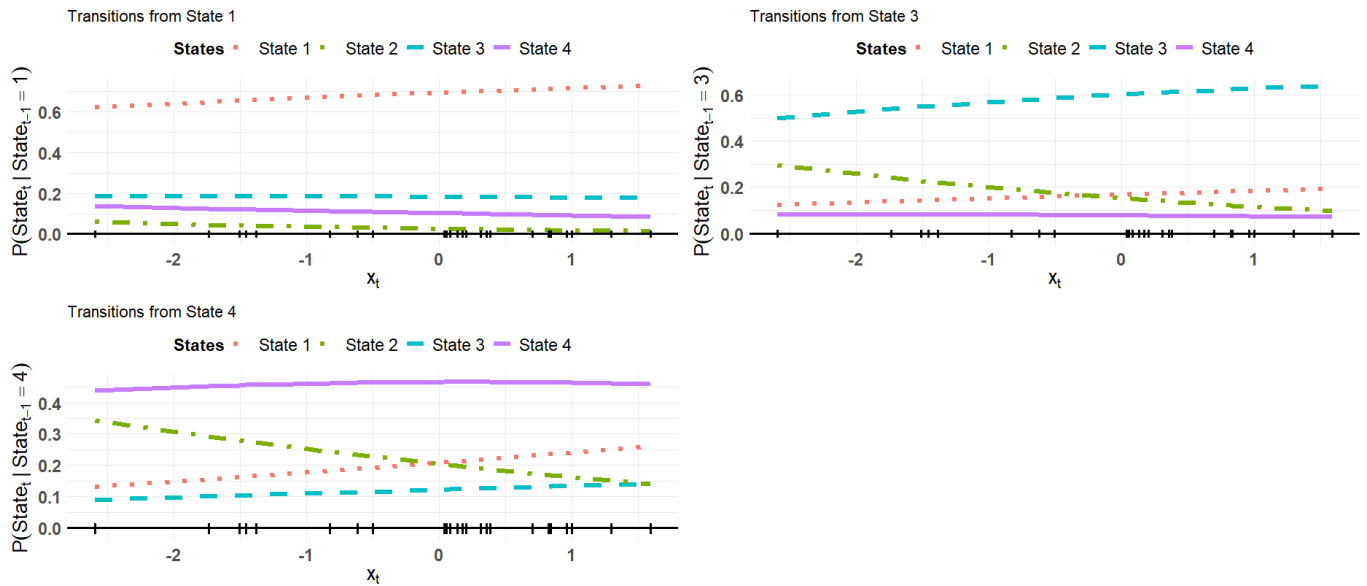 Transitions from State 1
States State 1 State 2 State 3 State 4
P(State_t | State_{t–1} = 1)
0.6
0.4
0.2
0.0
-2 -1 0 1
x_t
Transitions from State 3
States State 1 State 2 State 3 State 4
P(State_t | State_{t–1} = 3)
0.6
0.4
0.2
0.0
-2 -1 0 1
x_t
Transitions from State 4
States State 1 State 2 State 3 State 4
P(State_t | State_{t–1} = 4)
0.4
0.3
0.2
0.1
0.0
-2 -1 0 1
x_t